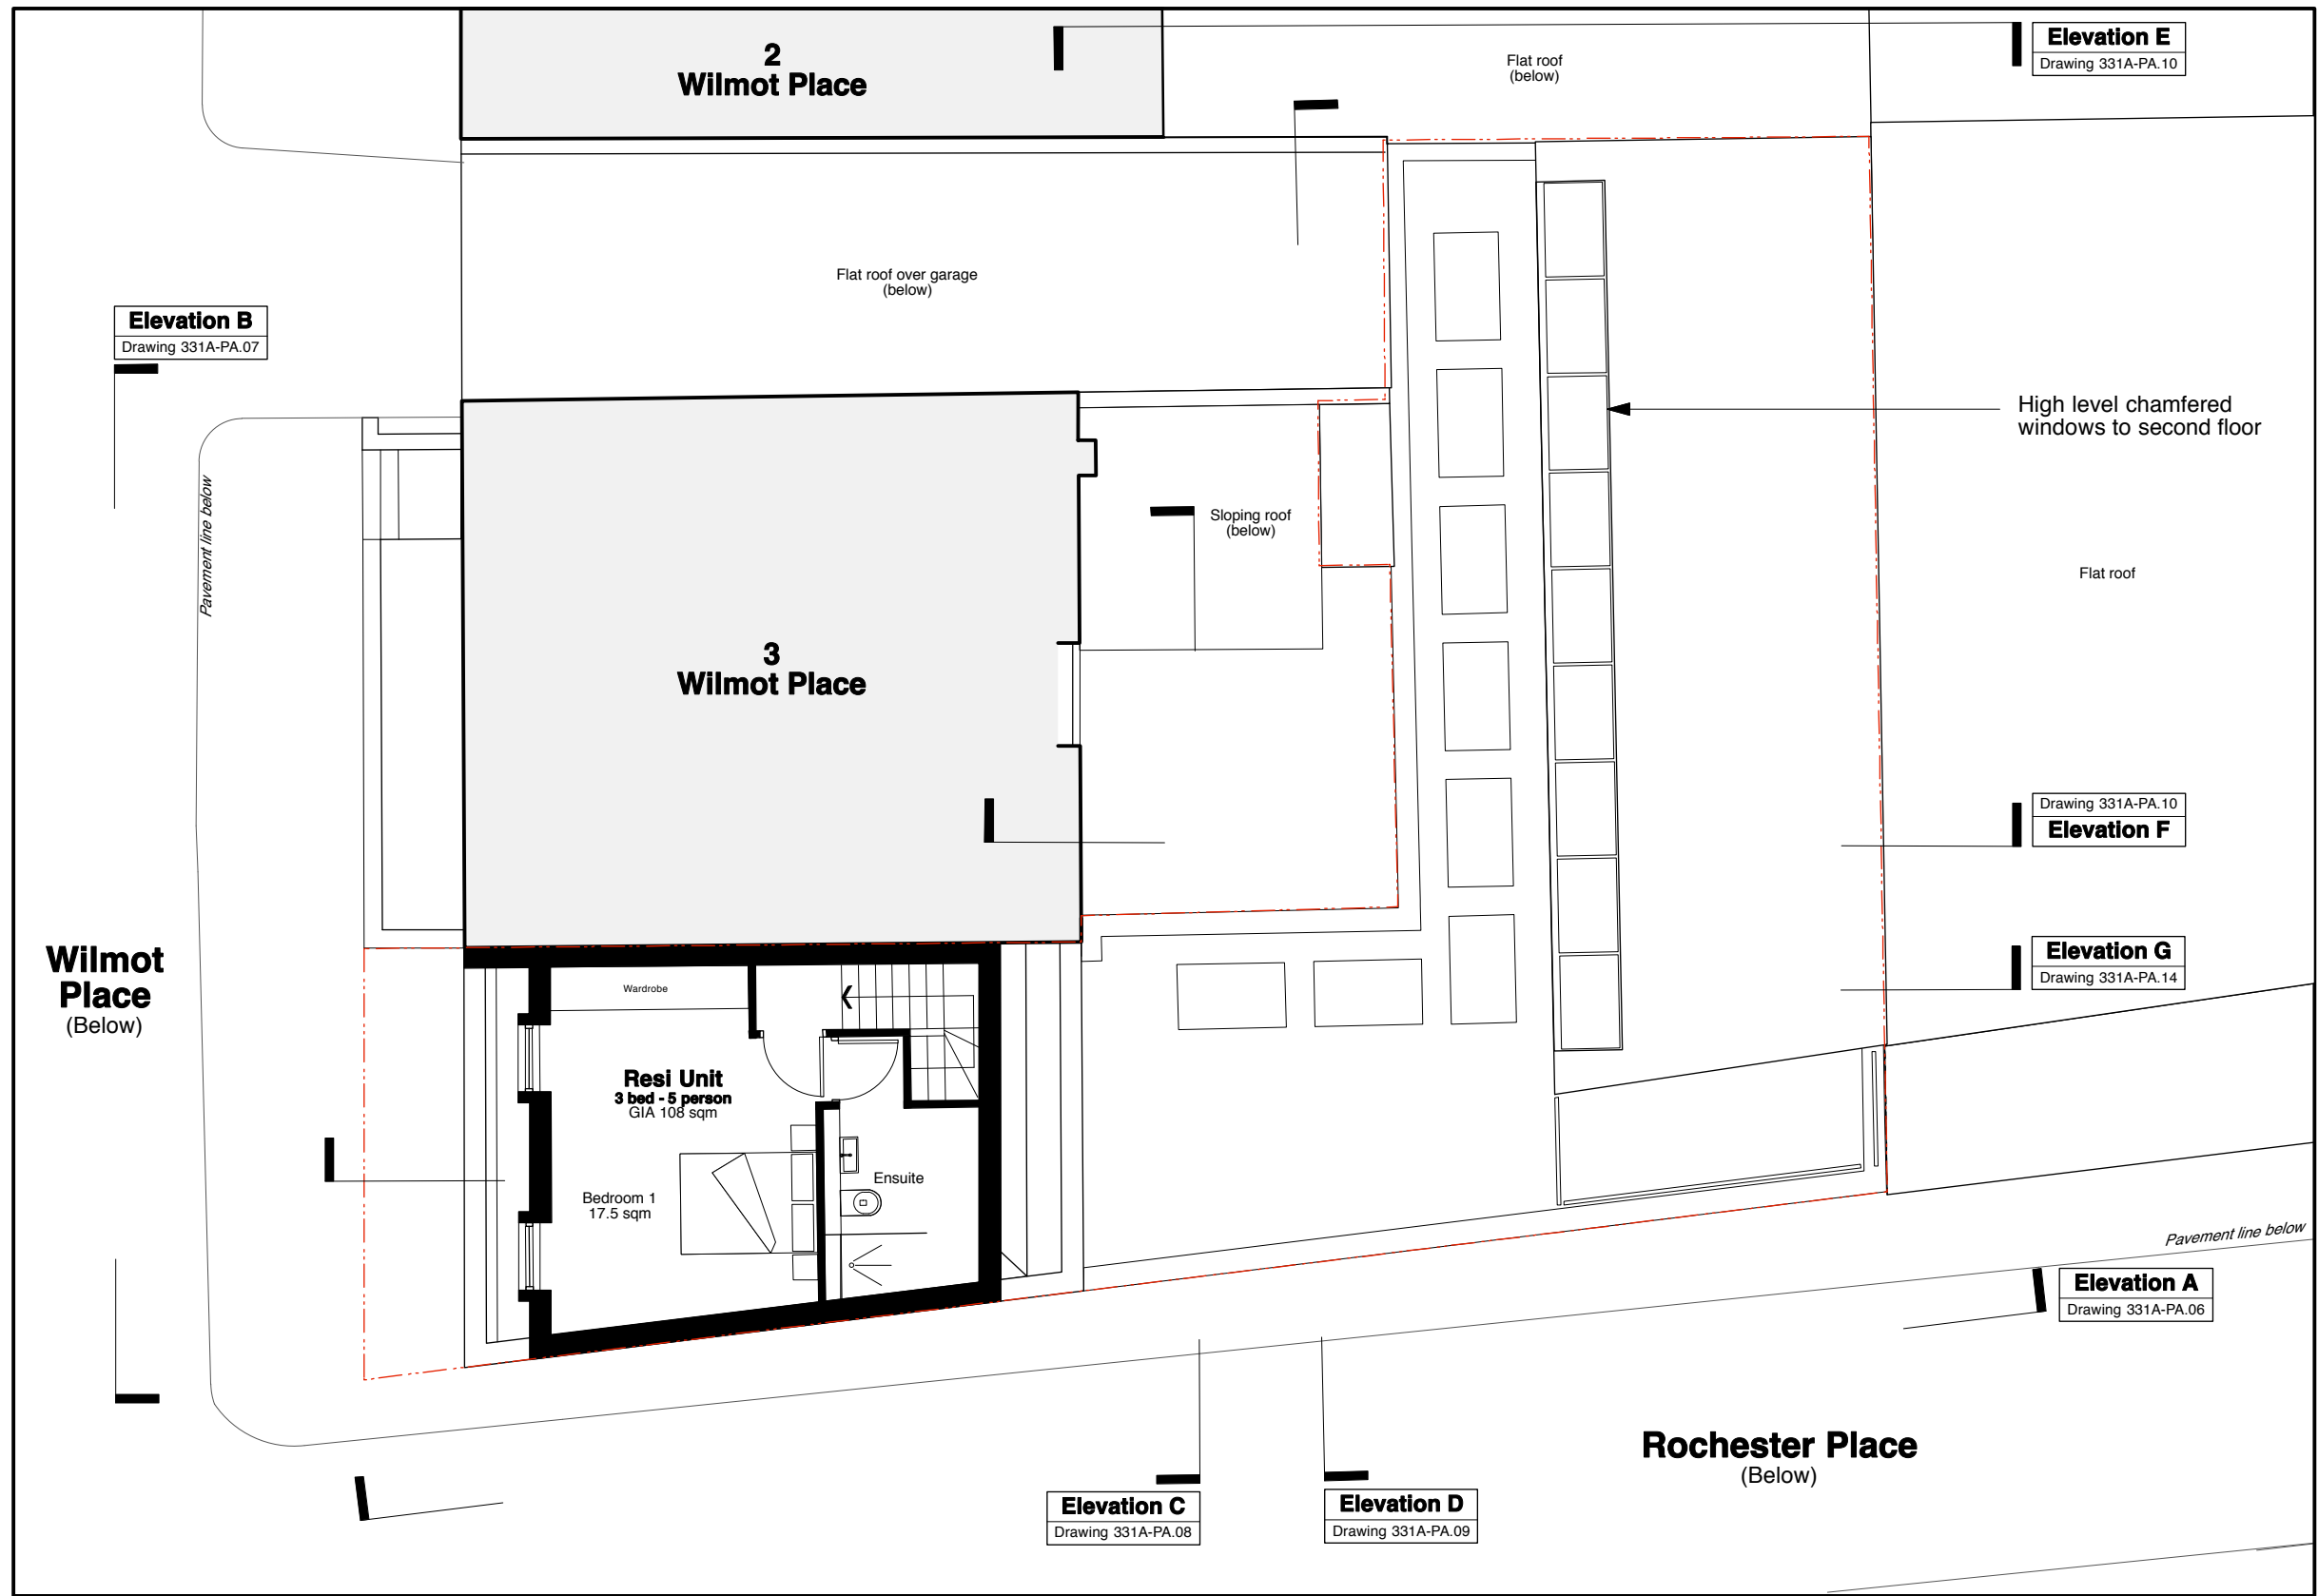 2
Wilmot Place
Flat roof
(below)
Elevation E
Drawing 331A-PA.10
Flat roof over garage
(below)
Elevation B
Drawing 331A-PA.07
High level chamfered
windows to second floor
Pavement line below
Sloping roof
(below)
Flat roof
3
Wilmot Place
Drawing 331A-PA.10
Elevation F
Wilmot
Place
(Below)
Elevation G
Drawing 331A-PA.14
Wardrobe
Resi Unit
3 bed - 5 person
GIA 108 sqm
Ensuite
Bedroom 1
17.5 sqm
Pavement line below
Elevation A
Drawing 331A-PA.06
Rochester Place
(Below)
Elevation C
Drawing 331A-PA.08
Elevation D
Drawing 331A-PA.09